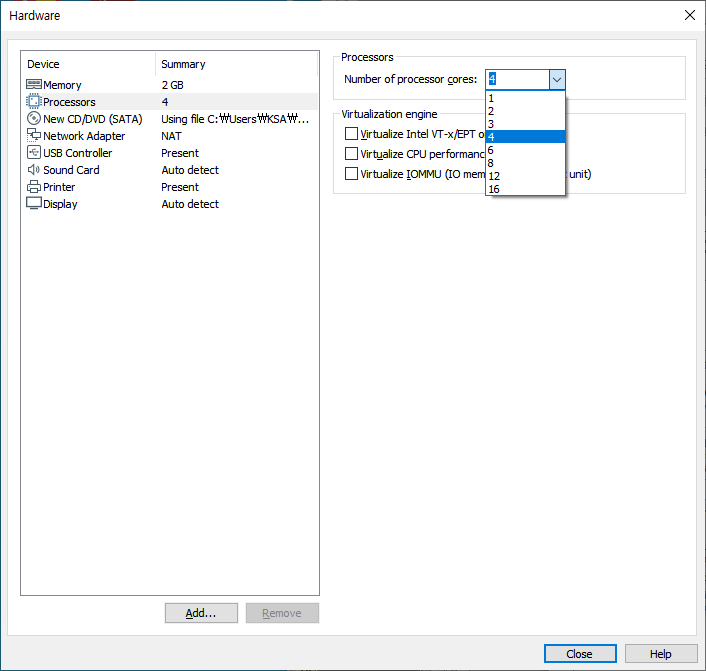 Hardware
Device Summary
Memory 2 GB
Processors 4
New CD/DVD (SATA) Using file C:₩Users₩KSA₩...
Network Adapter NAT
USB Controller Present
Sound Card Auto detect
Printer Present
Display Auto detect
Add...
Remove
Processors
Number of processor cores: 4
1
2
3
4
6
8
12
16
Virtualization engine
Virtualize Intel VT-x/EPT o
Virtualize CPU performanc
Virtualize IOMMU (IO mem unit)
Close
Help